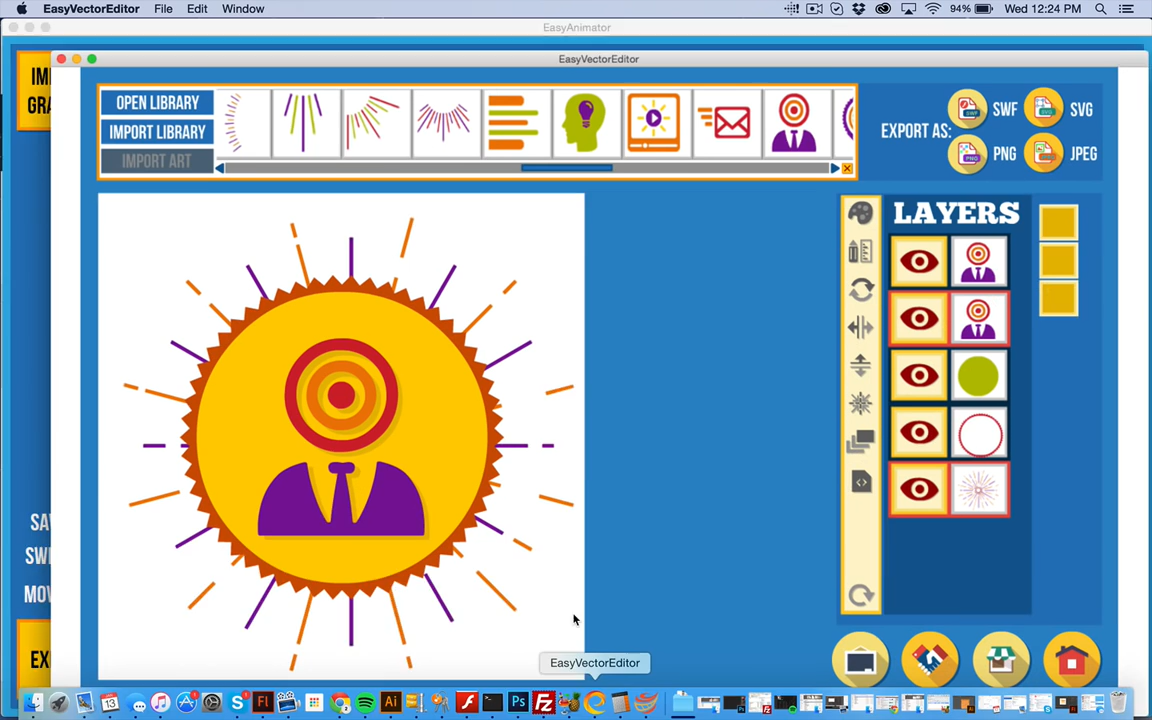 EasyVectorEditor File Edit Window
94% Wed 12:24 PM
EasyAnimator
EasyVectorEditor
OPEN LIBRARY
IMPORT LIBRARY
IMPORT ART
EXPORT AS:
SWF
SVG
PNG
JPEG
LAYERS
EasyVectorEditor